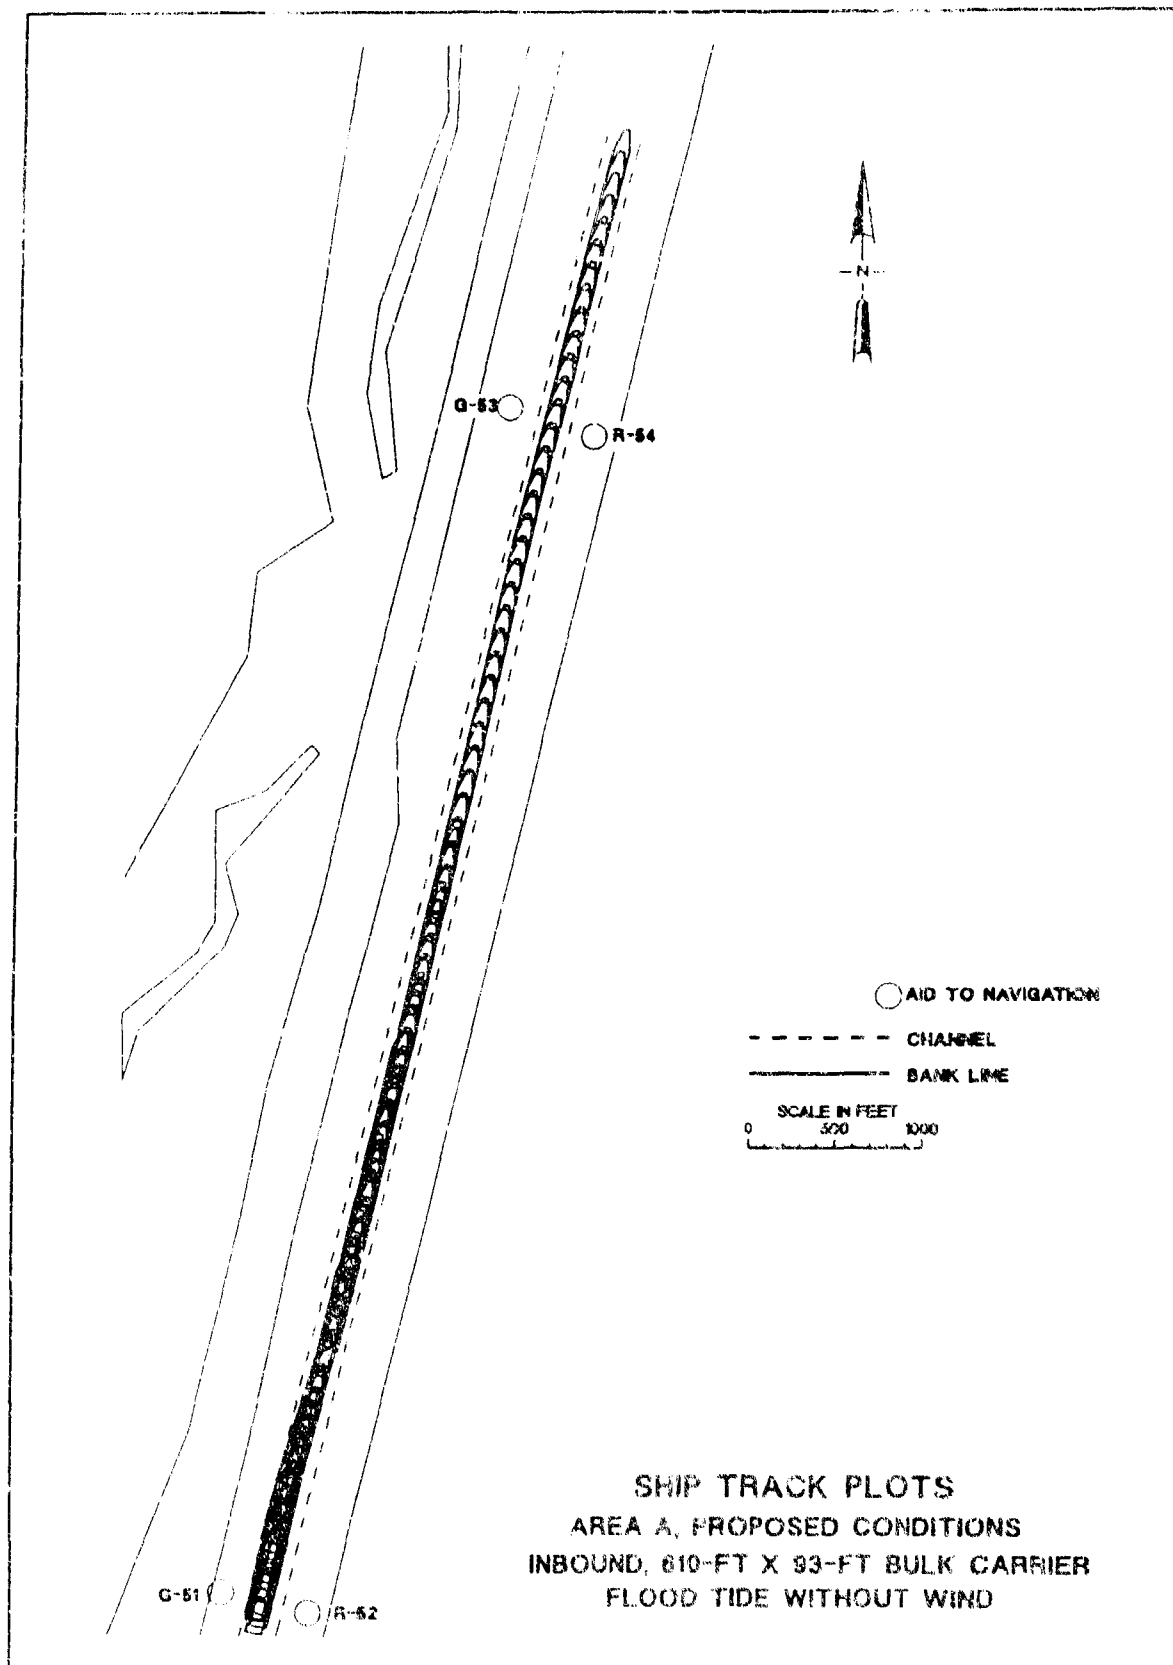 N
G-53
R-54
AID TO NAVIGATION
CHANNEL
BANK LINE
SCALE IN FEET
0 500 1000
SHIP TRACK PLOTS
AREA A, PROPOSED CONDITIONS
INBOUND, 610-FT X 93-FT BULK CARRIER
FLOOD TIDE WITHOUT WIND
G-51
R-52